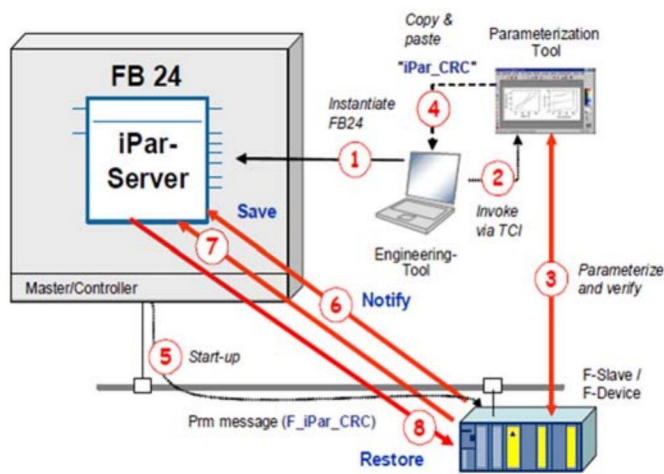 Copy &
paste
"iPar_CRC"
Parameterization
Tool
FB 24
iPar-
Server
Instantiate
FB24
4
1
2
Invoke
via TCI
Engineering-
Tool
Save
7
3
Parameterize
and verify
6
Notify
Master/Controller
5
Start-up
F-Slave /
F-Device
Prm message (F_iPar_CRC)
8
Restore